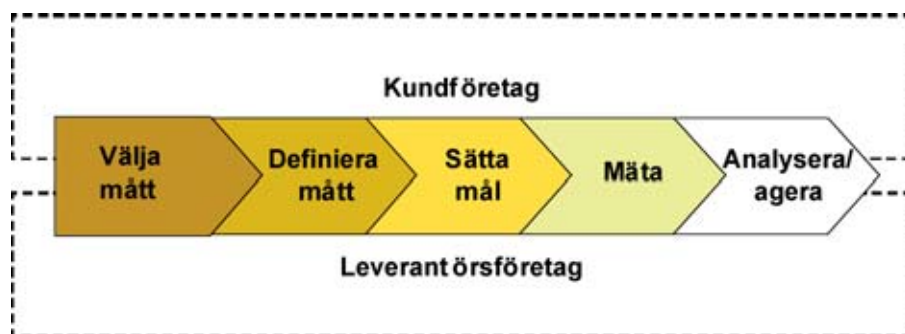 Kundföretag
Välja
mått
Definiera
mått
Sätta
mål
Mäta
Analysera/
agera
Leverantörsföretag